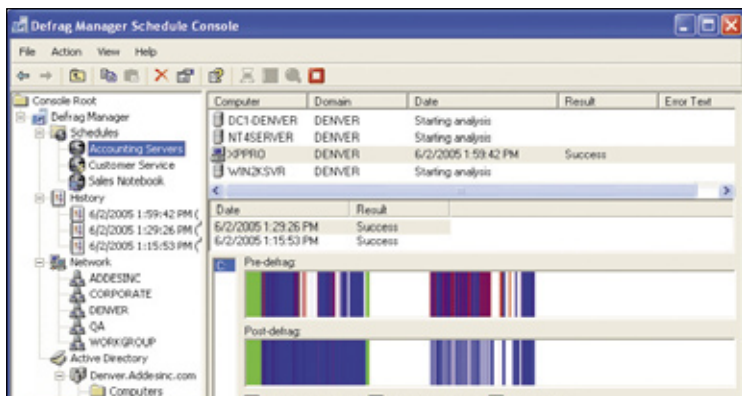 Defrag Manager Schedule Console
File Action View Help
Console Root
Defrag Manager
Schedules
Accounting Servers
Customer Service
Sales Notebook
History
6/2/2005 1:59:42 PM (
6/2/2005 1:29:26 PM (
6/2/2005 1:15:53 PM (
Network
ADDESINC
CORPORATE
DENVER
QA
WORKGROUP
Active Directory
Denver.Addesinc.com
Computers
Computer Domain Date Result Error Text
DC1-DENVER DENVER Starting analysis
NT4SERVER DENVER Starting analysis
XPPRO DENVER 6/2/2005 1:59:42 PM Success
WIN2KSVR DENVER Starting analysis
Date Result
6/2/2005 1:29:26 PM Success
6/2/2005 1:15:53 PM Success
C:
Pre-defrag:
Post-defrag: